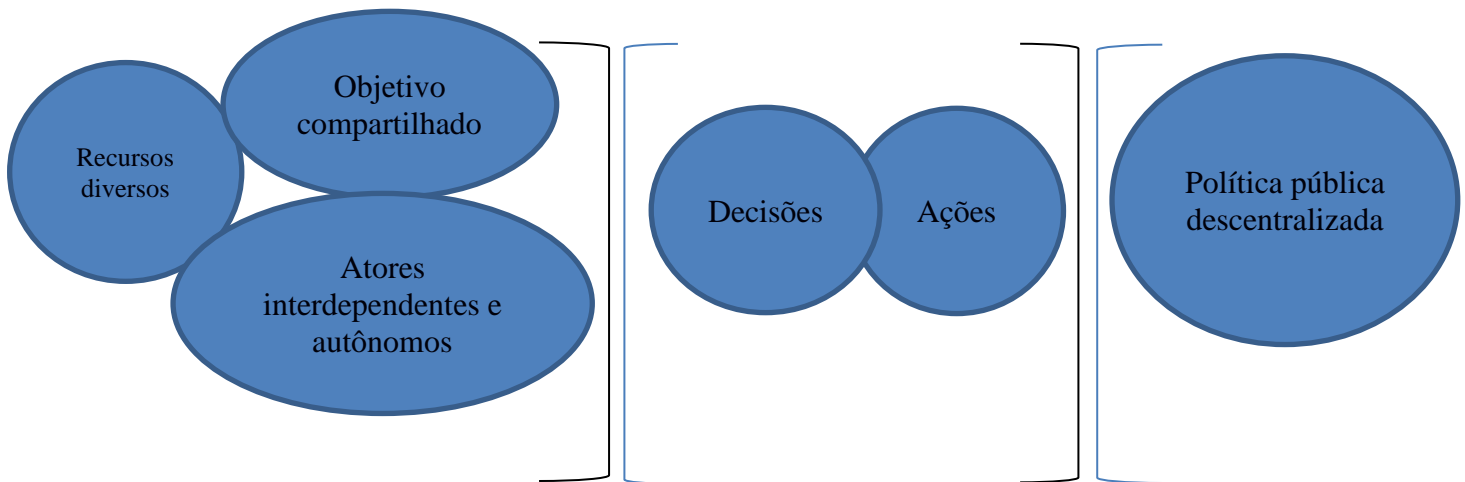 Recursos
diversos
Objetivo
compartilhado
Atores
interdependentes e
autônomos
Decisões
Ações
Política pública
descentralizada